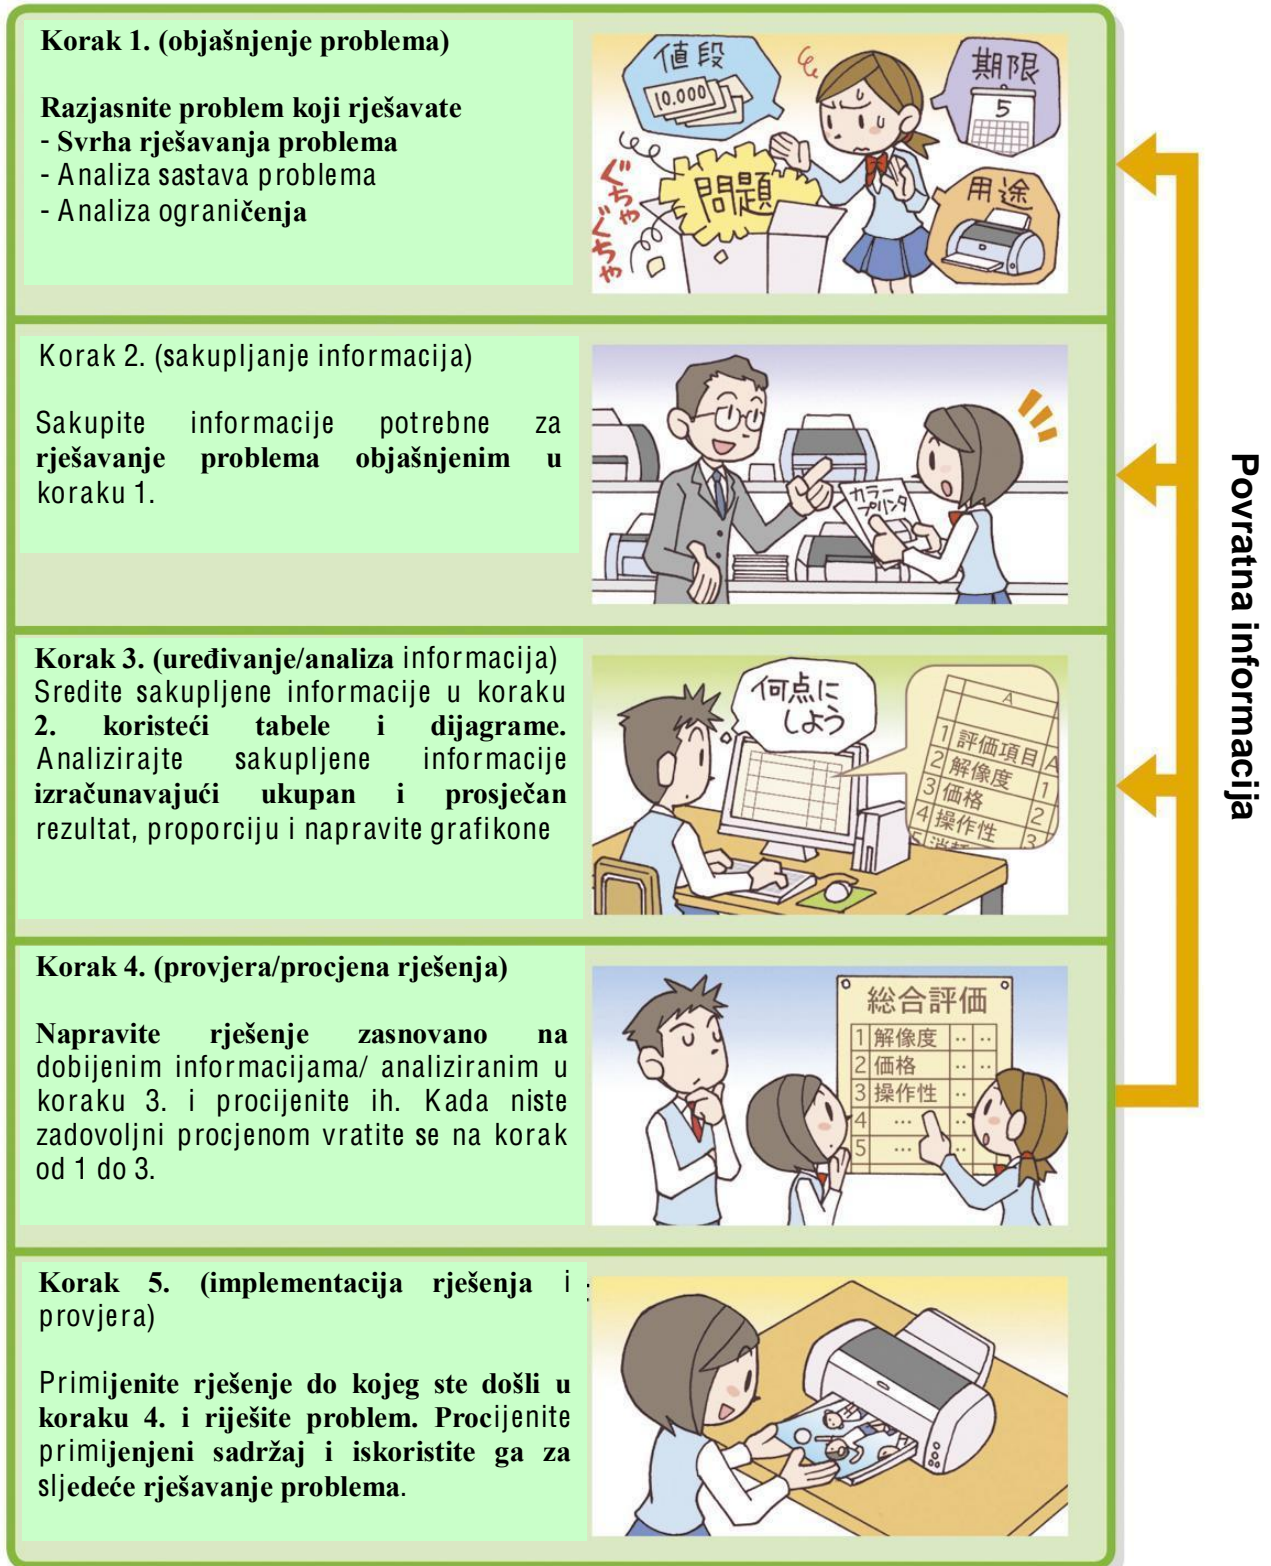 Korak 1. (objašnjenje problema)
Razjasnite problem koji rješavate
- Svrha rješavanja problema
- Analiza sastava problema
- Analiza ograničenja
値段
10.000
期限
5
問題
用途
ぐちゃ
ぐちゃ
Korak 2. (sakupljanje informacija)
Sakupite informacije potrebne za
rješavanje problema objašnjenim u
koraku 1.
カラー
プリンタ
Korak 3. (uređivanje/analiza informacija)
Sredite sakupljene informacije u koraku
2. koristeći tabele i dijagrame.
Analizirajte sakupljene informacije
izračunavajući ukupan i prosječan
rezultat, proporciju i napravite grafikone
何点に
しよう
A
1 評価項目 A
2 解像度 1
3 価格 2
4 操作性 3
5
Korak 4. (provjera/procjena rješenja)
Napravite rješenje zasnovano na
dobijenim informacijama/ analiziranim u
koraku 3. i procijenite ih. Kada niste
zadovoljni procjenom vratite se na korak
od 1 do 3.
総合評価
1 解像度 .. ..
2 価格 .. ..
3 操作性 ..
4 ...
5 ... ..
Korak 5. (implementacija rješenja i
provjera)
Primijenite rješenje do kojeg ste došli u
koraku 4. i riješite problem. Procijenite
primijenjeni sadržaj i iskoristite ga za
sljedeće rješavanje problema.
Povratna informacija